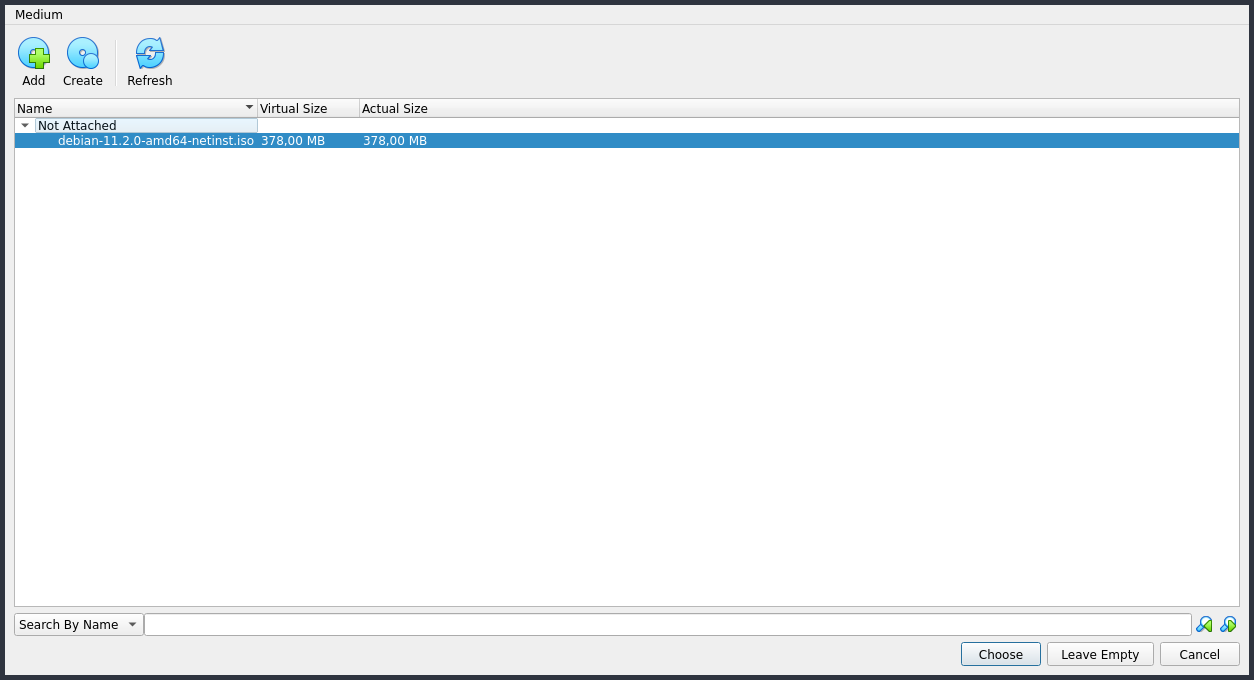 Medium
Add Create Refresh
Name Virtual Size Actual Size
Not Attached
debian-11.2.0-amd64-netinst.iso 378,00 MB 378,00 MB
Search By Name
Choose Leave Empty Cancel